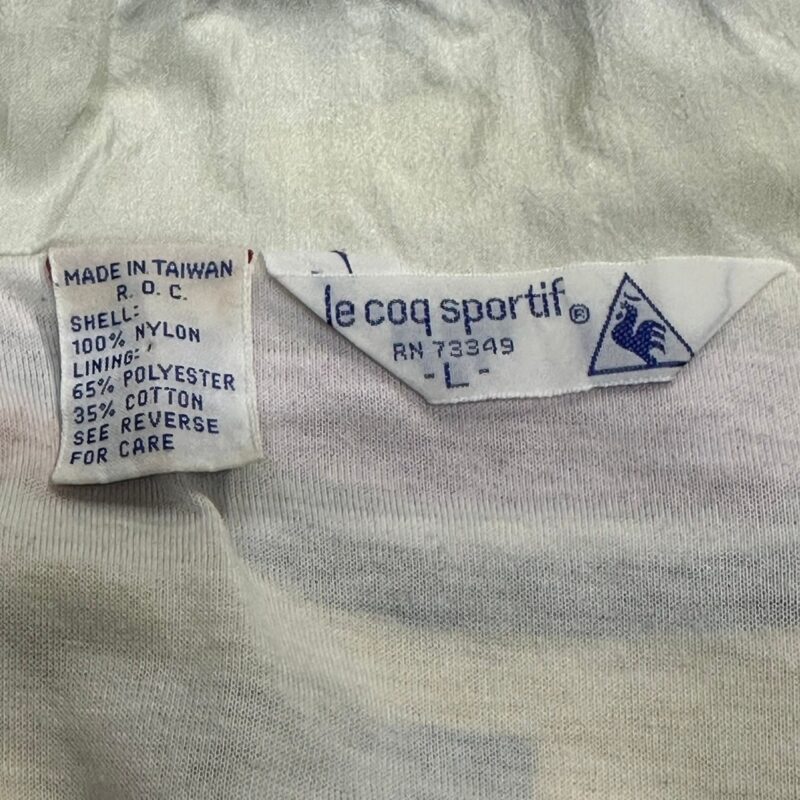 MADE IN TAIWAN
R. O. C.
SHELL:
100% NYLON
LINING:
65% POLYESTER
35% COTTON
SEE REVERSE
FOR CARE
le coq sportif®
RN 73349
- L -